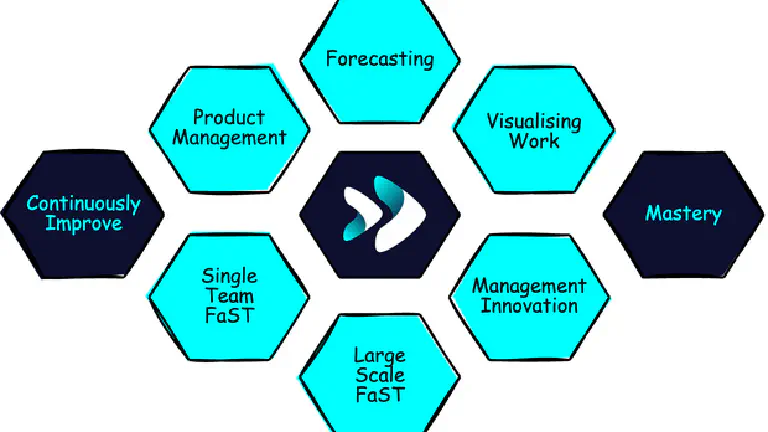 Forecasting
Product
Management
Visualising
Work
Continuously
Improve
Mastery
Single
Team
FaST
Management
Innovation
Large
Scale
FaST